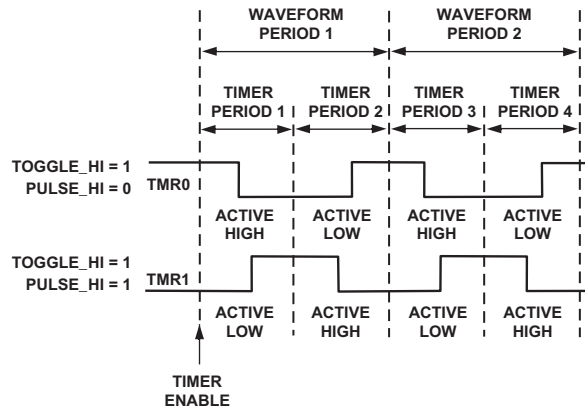 WAVEFORM
PERIOD 1
WAVEFORM
PERIOD 2
TIMER
PERIOD 1
TIMER
PERIOD 2
TIMER
PERIOD 3
TIMER
PERIOD 4
TOGGLE_HI = 1
PULSE_HI = 0
TMR0
ACTIVE
HIGH
ACTIVE
LOW
ACTIVE
HIGH
ACTIVE
LOW
TOGGLE_HI = 1
PULSE_HI = 1
TMR1
ACTIVE
LOW
ACTIVE
HIGH
ACTIVE
LOW
ACTIVE
HIGH
TIMER
ENABLE